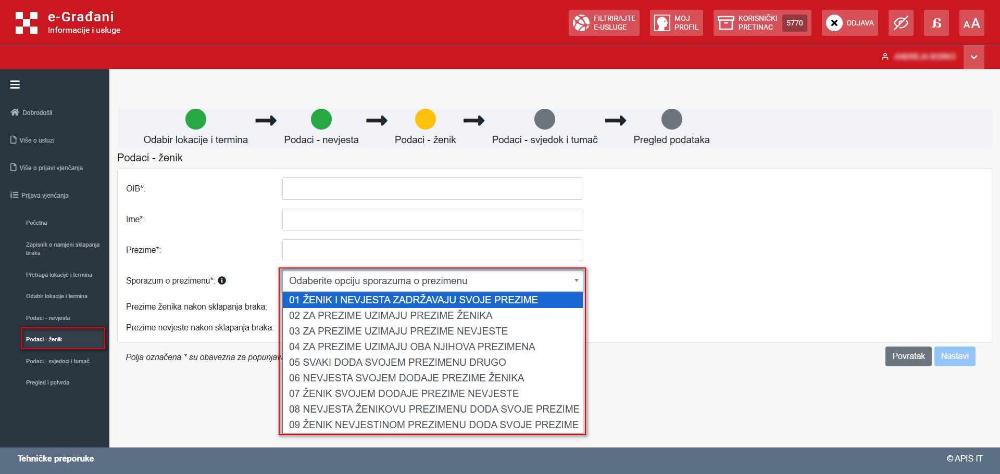 e-Građani
Informacije i usluge
FILTRIRAJTE
E-USLUGE
MOJ
PROFIL
KORISNIČKI
PRETINAC
5770
ODJAVA
AA
Dobrodošli
Više o usluzi
Više o prijavi vjenčanja
Prijava vjenčanja
Početna
Zapisnik o namjeni sklapanja
braka
Pretraga lokacije i termina
Odabir lokacije i termina
Podaci - nevjesta
Podaci - ženik
Podaci - svjedoci i tumač
Pregled i potvrda
Odabir lokacije i termina
Podaci - nevjesta
Podaci - ženik
Podaci - svjedok i tumač
Pregled podataka
Podaci - ženik
OIB*:
Ime*:
Prezime*:
Sporazum o prezimenu*:
Odaberite opciju sporazuma o prezimenu
01 ŽENIK I NEVJESTA ZADRŽAVAJU SVOJE PREZIME
02 ZA PREZIME UZIMAJU PREZIME ŽENIKA
03 ZA PREZIME UZIMAJU PREZIME NEVJESTE
04 ZA PREZIME UZIMAJU OBA NJIHOVA PREZIMENA
05 SVAKI DODA SVOJEM PREZIMENU DRUGO
06 NEVJESTA SVOJEM DODAJE PREZIME ŽENIKA
07 ŽENIK SVOJEM DODAJE PREZIME NEVJESTE
08 NEVJESTA ŽENIKOVU PREZIMENU DODA SVOJE PREZIME
09 ŽENIK NEVJESTINOM PREZIMENU DODA SVOJE PREZIME
Prezime ženika nakon sklapanja braka:
Prezime nevjeste nakon sklapanja braka:
Polja označena * su obavezna za popunjava
Povratak
Nastavi
Tehničke preporuke
© APIS IT